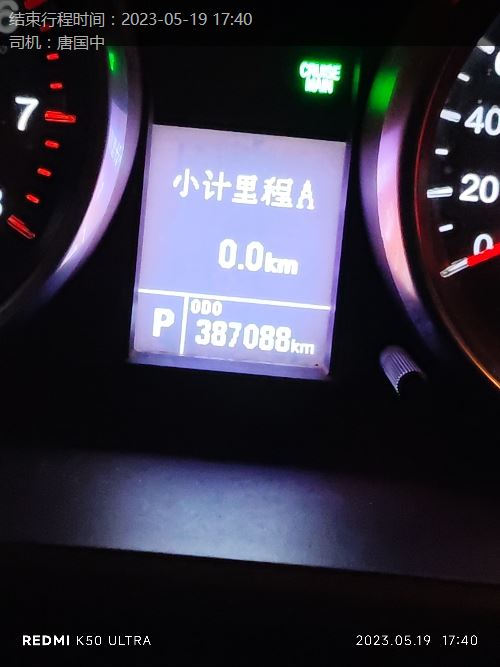 结束行程时间：2023-05-19 17:40
司机：唐国中
CRUISE
MAIN
7
40
20
0
小计里程A
0.0km
ODO
P 387088km
REDMI K50 ULTRA
2023.05.19 17:40